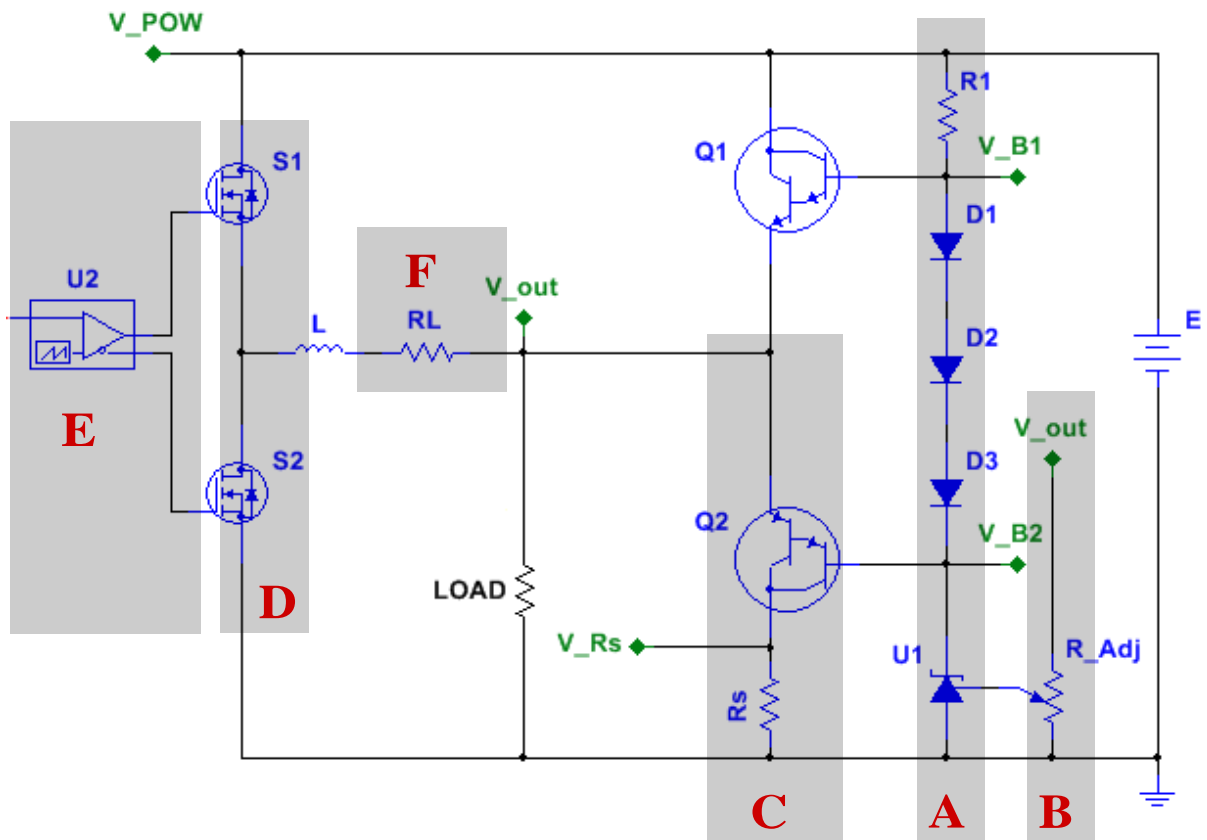 V_POW
R1
S1
Q1
V_B1
D1
F
U2
V_out
L
RL
E
D2
E
V_out
S2
D3
Q2
V_B2
D
LOAD
V_Rs
U1
R_Adj
Rs
C
A
B